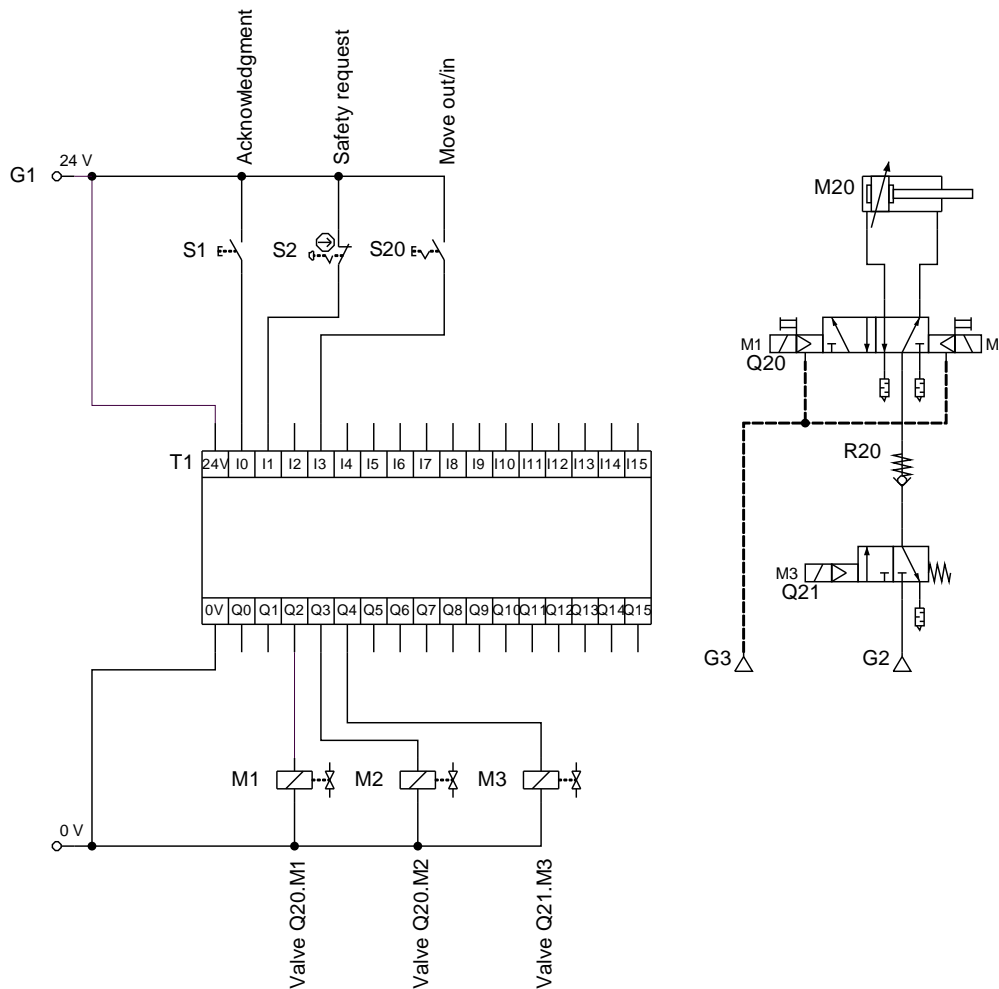 Acknowledgment
Safety request
Move out/in
24 V
G1
S1
S2
S20
T1
24V I0 I1 I2 I3 I4 I5 I6 I7 I8 I9 I10 I11 I12 I13 I14 I15
0V Q0 Q1 Q2 Q3 Q4 Q5 Q6 Q7 Q8 Q9 Q10 Q11 Q12 Q13 Q14 Q15
M1
M2
M3
0 V
Valve Q20.M1
Valve Q20.M2
Valve Q21.M3
M20
M1
M
Q20
R20
M3
Q21
G3
G2